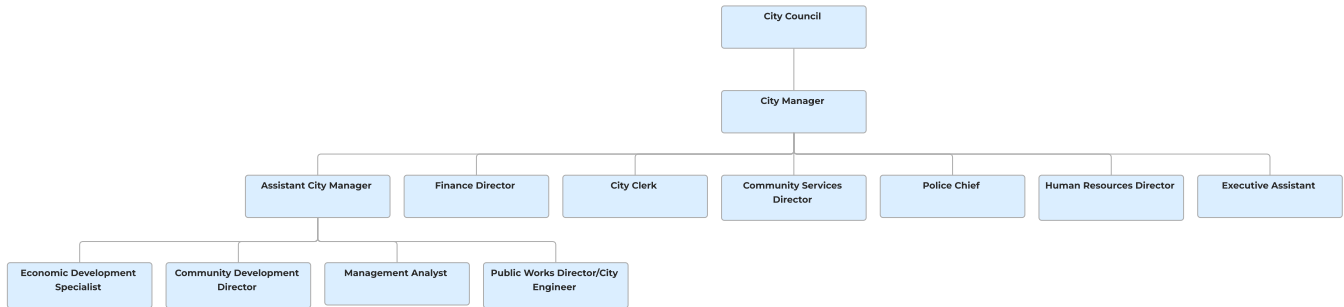 City Council
City Manager
Assistant City Manager
Finance Director
City Clerk
Community Services
Director
Police Chief
Human Resources Director
Executive Assistant
Economic Development
Specialist
Community Development
Director
Management Analyst
Public Works Director/City
Engineer